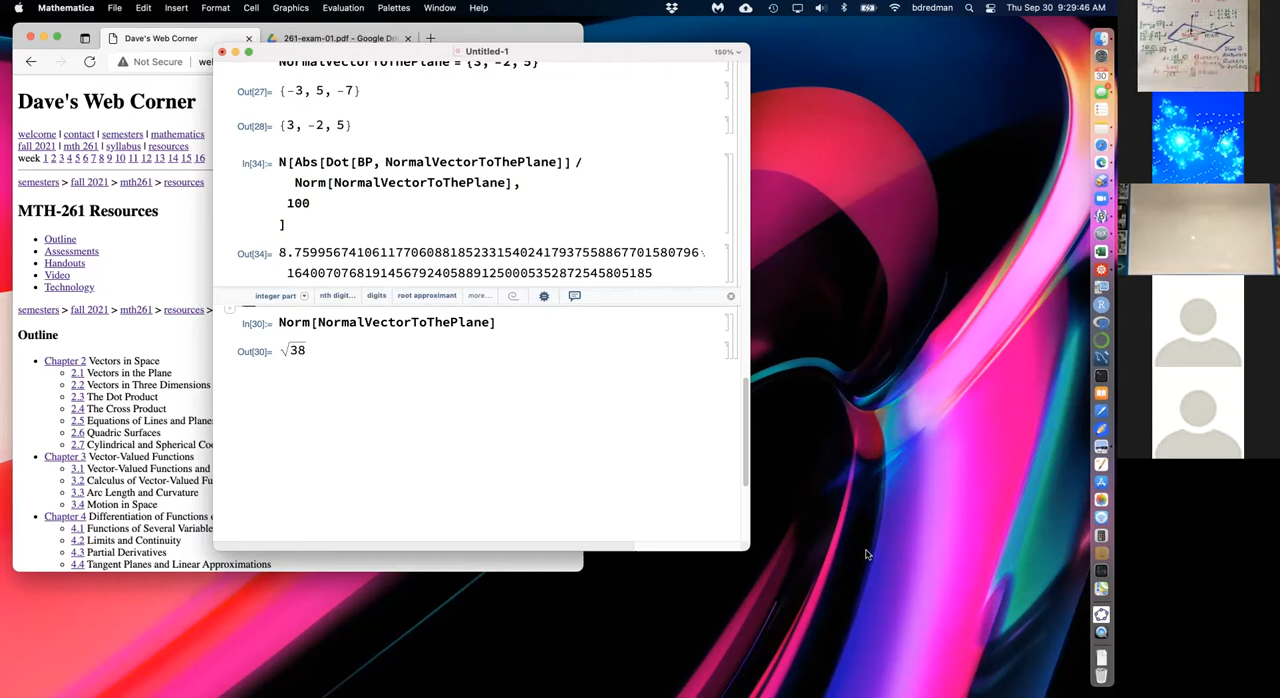 Mathematica File Edit Insert Format Cell Graphics Evaluation Palettes Window Help bdredman Thu Sep 30 9:29:46 AM
Dave's Web Corner
261-exam-01.pdf - Google Dri
Not Secure
Untitled-1
150%
Dave's Web Corner
welcome | contact | semesters | mathematics
fall 2021 | mth 261 | syllabus | resources
week 1 2 3 4 5 6 7 8 9 10 11 12 13 14 15 16
semesters > fall 2021 > mth261 > resources
MTH-261 Resources
Outline
Assessments
Handouts
Video
Technology
semesters > fall 2021 > mth261 > resources
Outline
Chapter 2 Vectors in Space
2.1 Vectors in the Plane
2.2 Vectors in Three Dimensions
2.3 The Dot Product
2.4 The Cross Product
2.5 Equations of Lines and Plane
2.6 Quadric Surfaces
2.7 Cylindrical and Spherical Coo
Chapter 3 Vector-Valued Functions
3.1 Vector-Valued Functions and
3.2 Calculus of Vector-Valued Fu
3.3 Arc Length and Curvature
3.4 Motion in Space
Chapter 4 Differentiation of Functions o
4.1 Functions of Several Variable
4.2 Limits and Continuity
4.3 Partial Derivatives
4.4 Tangent Planes and Linear Approximations
NormalVectorToThePlane = {3, -2, 5}
Out[27]= {-3, 5, -7}
Out[28]= {3, -2, 5}
In[34]:= N[Abs[Dot[BP, NormalVectorToThePlane]] /
Norm[NormalVectorToThePlane],
100
]
Out[34]= 8.7599567410611770608818523315402417937558867701580796
16400707681914567924058891250005352872545805185
integer part nth digit... digits root approximant more...
In[30]:= Norm[NormalVectorToThePlane]
Out[30]= √38